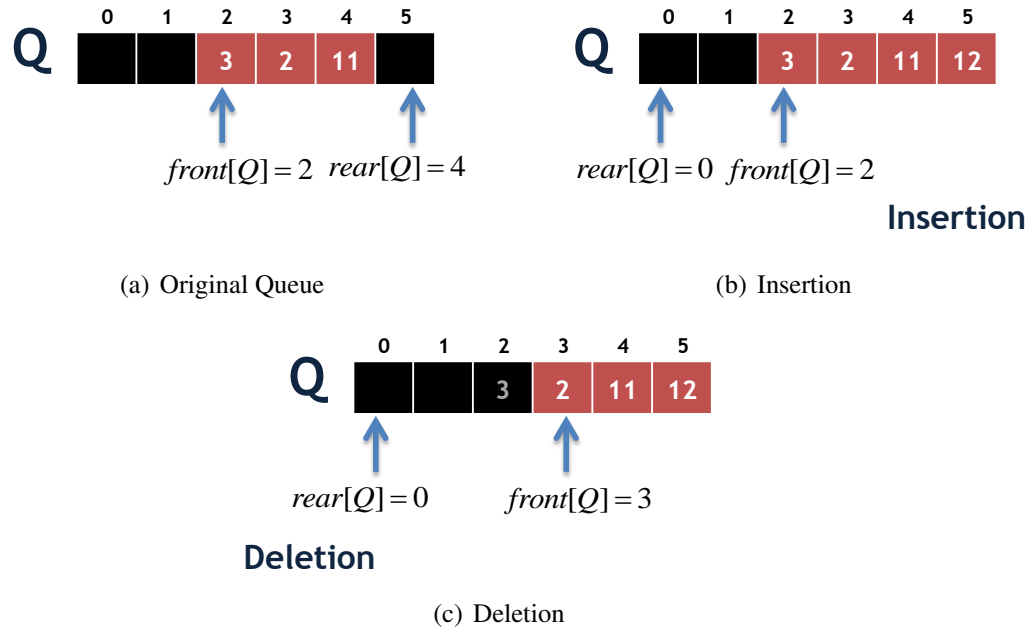 0 1 2 3 4 5
Q 3 2 11
front[Q] = 2 rear[Q] = 4
(a) Original Queue
0 1 2 3 4 5
Q 3 2 11 12
rear[Q] = 0 front[Q] = 2
Insertion
(b) Insertion
0 1 2 3 4 5
Q 3 2 11 12
rear[Q] = 0 front[Q] = 3
Deletion
(c) Deletion